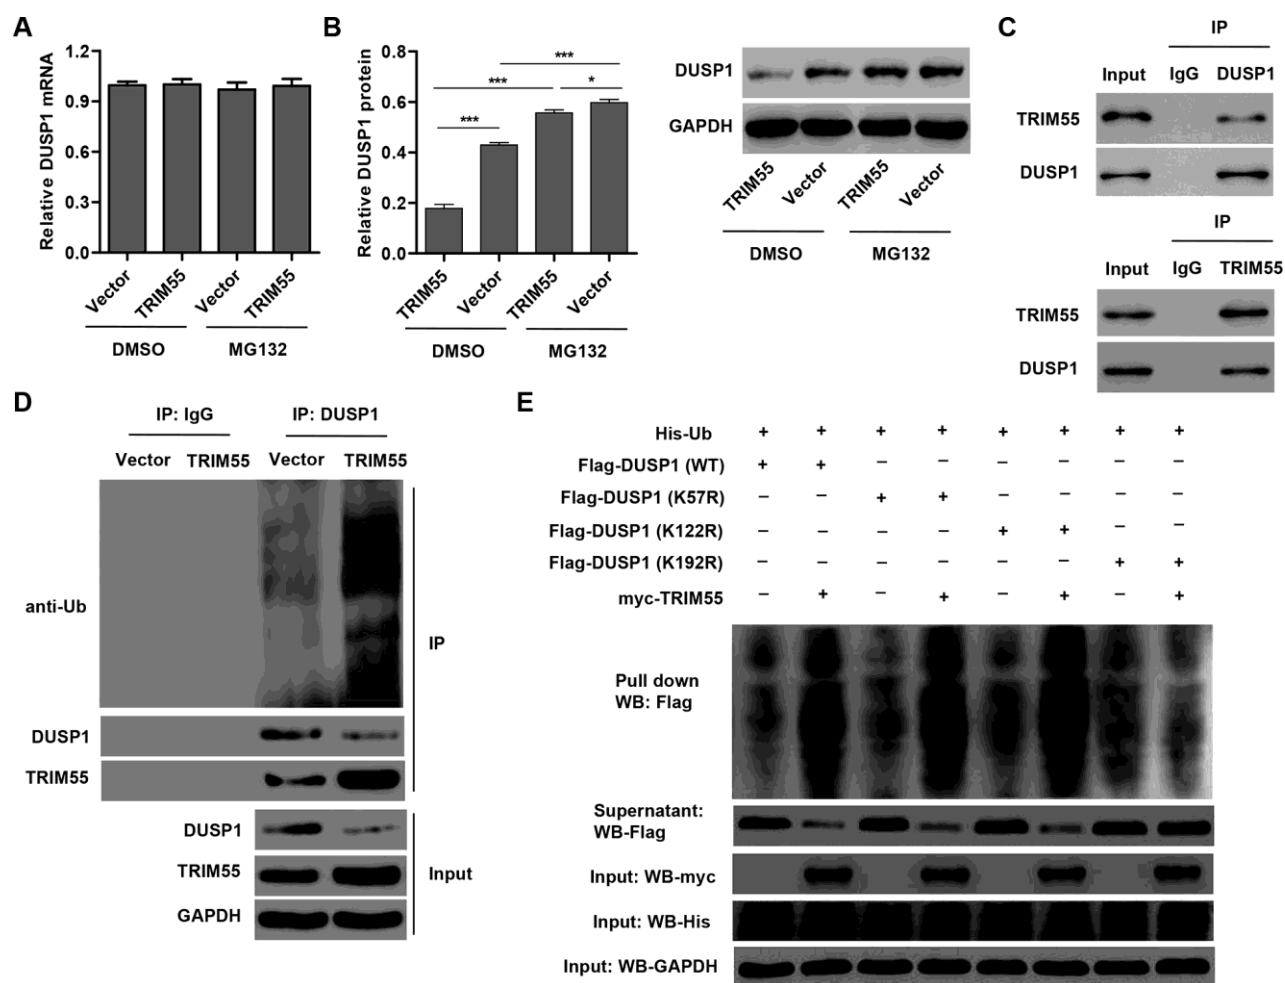 A
Relative DUSP1 mRNA
1.2
0.9
0.6
0.3
0.0
Vector
TRIM55
Vector
TRIM55
DMSO
MG132
B
Relative DUSP1 protein
0.8
0.6
0.4
0.2
0.0
***
***
***
*
TRIM55
Vector
TRIM55
Vector
DMSO
MG132
DUSP1
GAPDH
TRIM55
Vector
TRIM55
Vector
DMSO
MG132
C
IP
Input IgG DUSP1
TRIM55
DUSP1
IP
Input IgG TRIM55
TRIM55
DUSP1
D
IP: IgG IP: DUSP1
Vector TRIM55 Vector TRIM55
anti-Ub
DUSP1
TRIM55
IP
DUSP1
TRIM55
GAPDH
Input
E
His-Ub + + + + + + + +
Flag-DUSP1 (WT) + + − − − − − −
Flag-DUSP1 (K57R) − − + + − − − −
Flag-DUSP1 (K122R) − − − − + + − −
Flag-DUSP1 (K192R) − − − − − − + +
myc-TRIM55 − + − + − + − +
Pull down
WB: Flag
Supernatant:
WB-Flag
Input: WB-myc
Input: WB-His
Input: WB-GAPDH